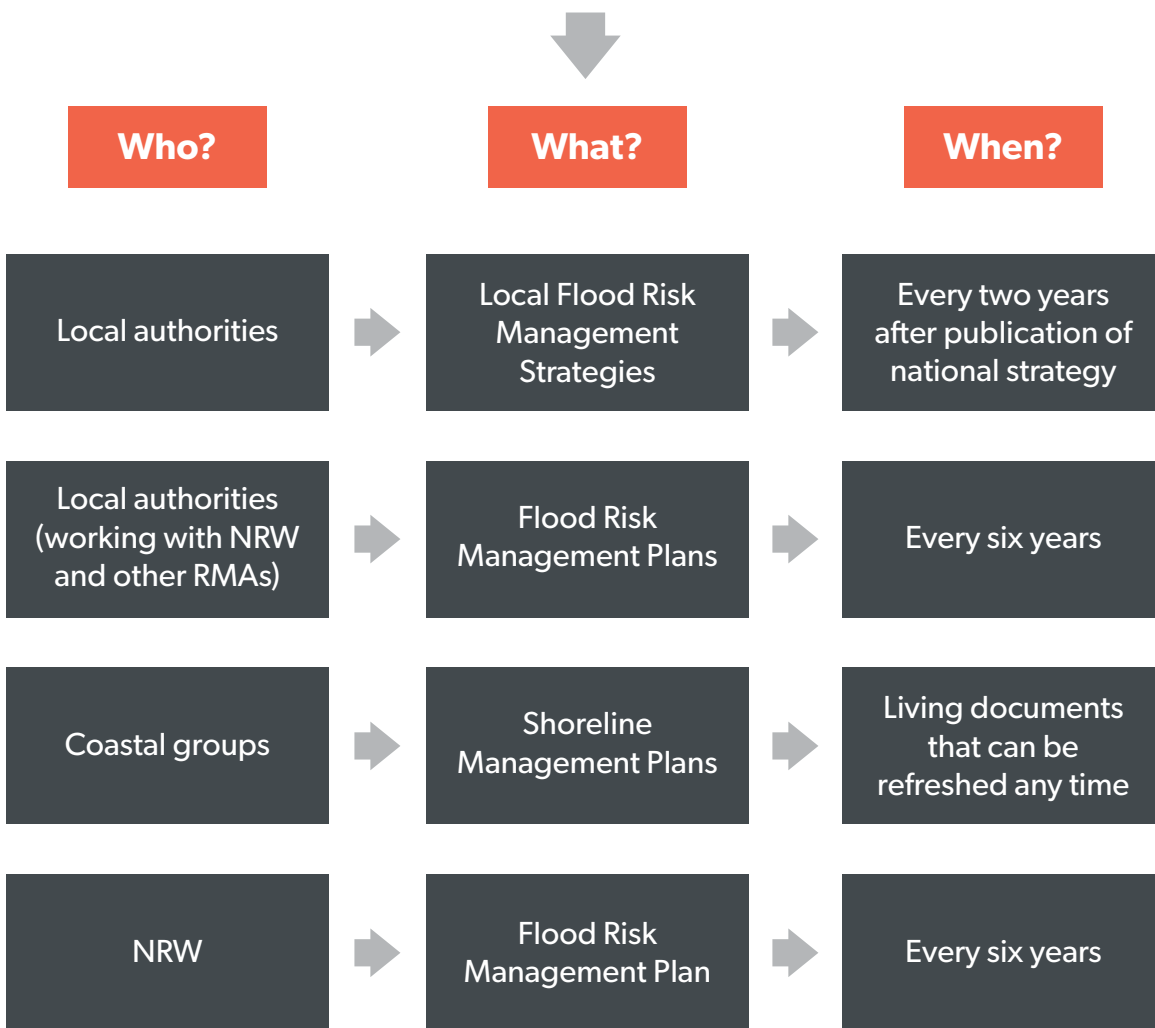 Who?
What?
When?
Local authorities
Local Flood Risk
Management
Strategies
Every two years
after publication of
national strategy
Local authorities
(working with NRW
and other RMAs)
Flood Risk
Management Plans
Every six years
Coastal groups
Shoreline
Management Plans
Living documents
that can be
refreshed any time
NRW
Flood Risk
Management Plan
Every six years